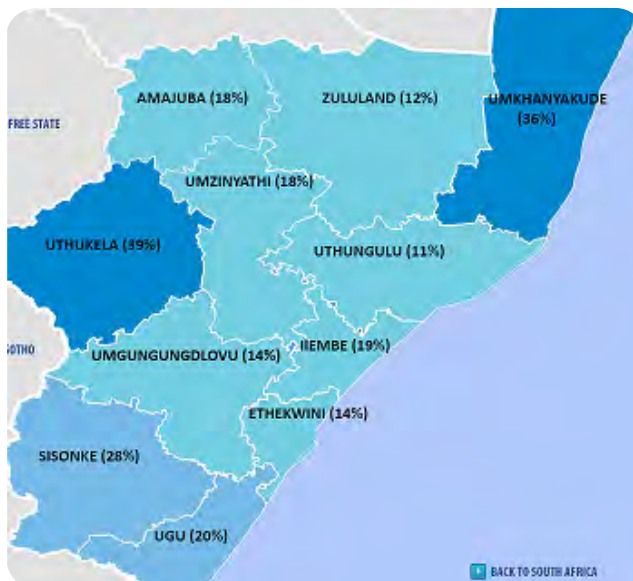 AMAJUBA (18%)
ZULULAND (12%)
UMKHANYAKUDE
(36%)
FREE STATE
UMZINYATHI (18%)
UTHUKELA (39%)
UTHUNGULU (11%)
SOTHO
UMGUNGUNGDLOVU (14%)
IIEMBE (19%)
ETHEKWINI (14%)
SISONKE (28%)
UGU (20%)
BACK TO SOUTH AFRICA